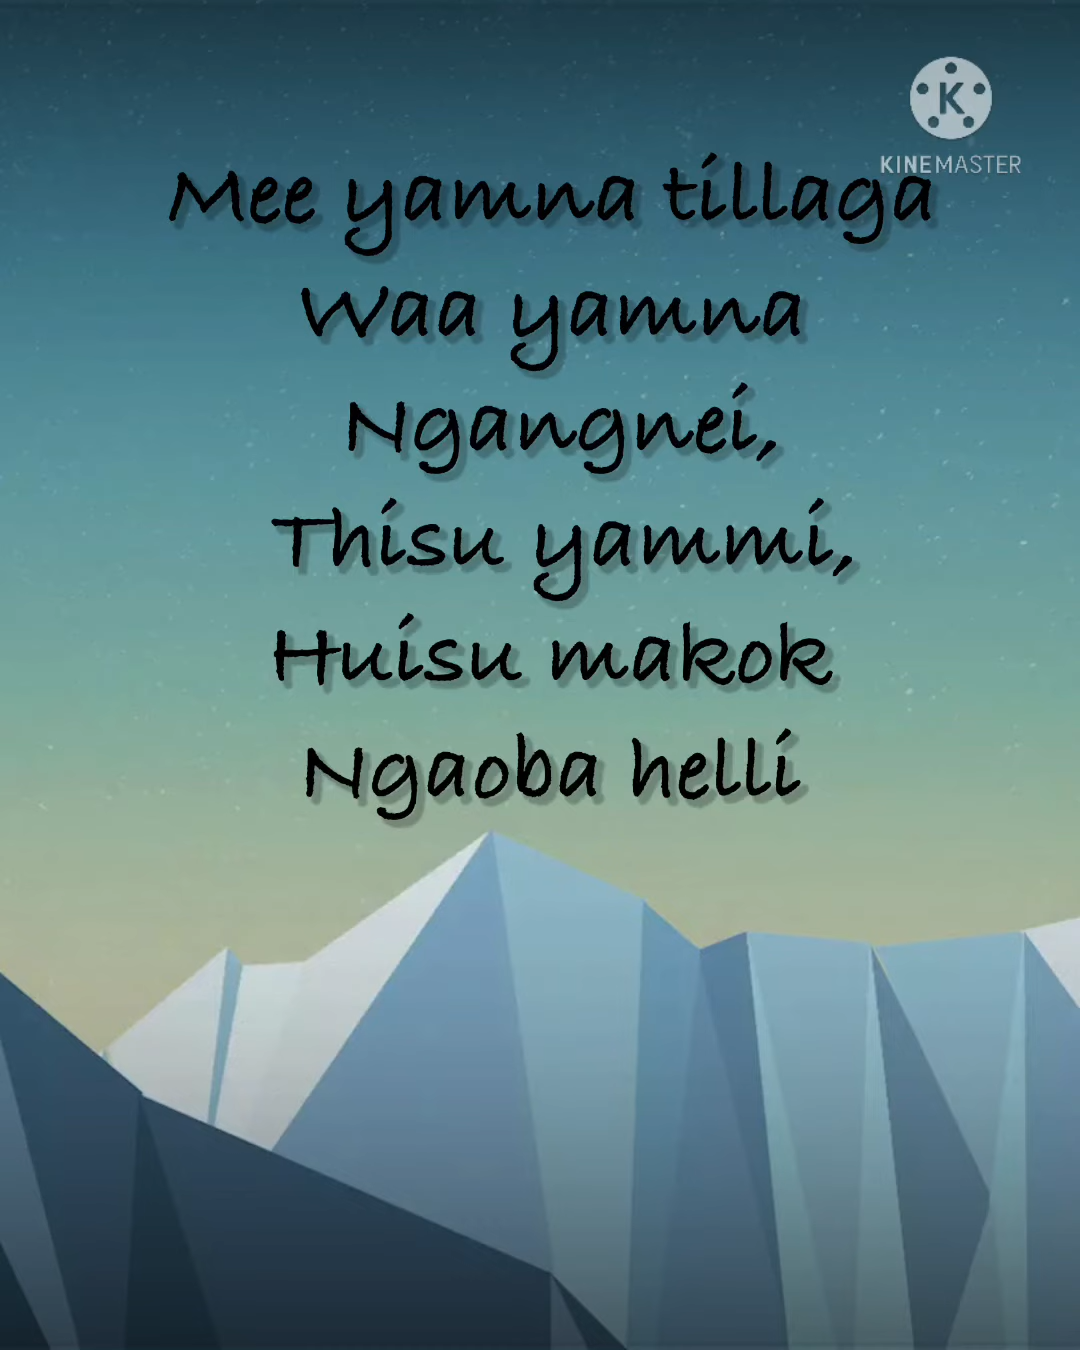 KINEMASTER
Mee yamna tillaga
Waa yamna
Ngangnei,
Thisu yammi,
Huisu makok
Ngaoba helli